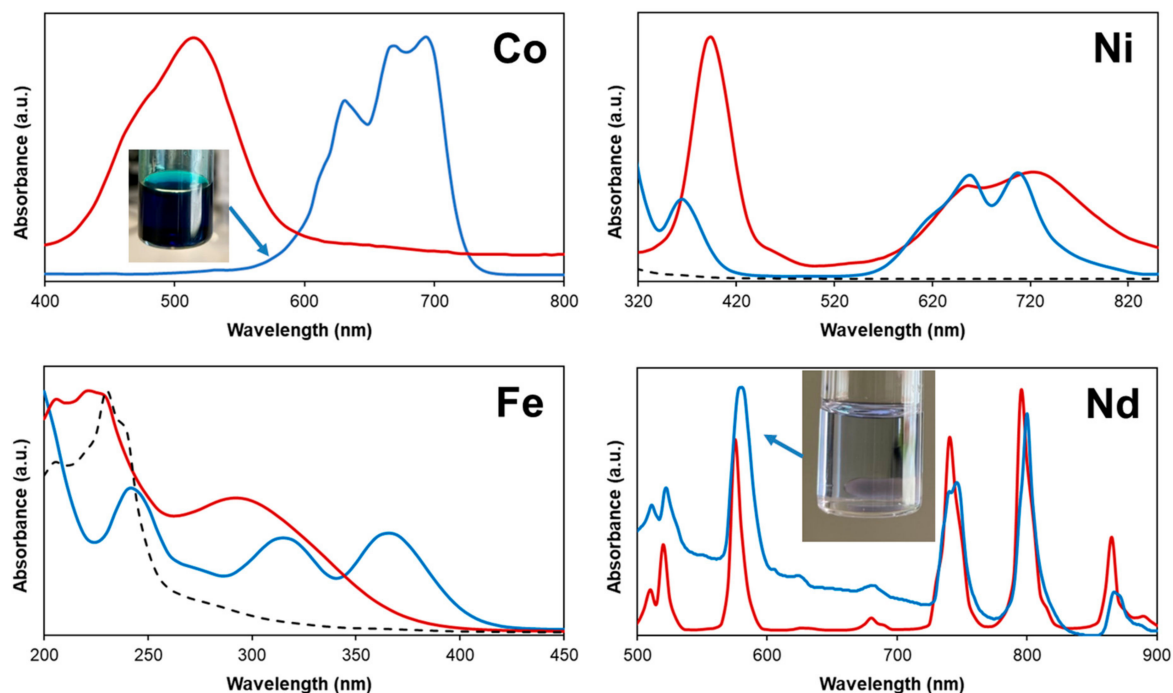 Co
Absorbance (a.u.)
400 500 600 700 800
Wavelength (nm)
Ni
Absorbance (a.u.)
320 420 520 620 720 820
Wavelength (nm)
Fe
Absorbance (a.u.)
200 250 300 350 400 450
Wavelength (nm)
Nd
Absorbance (a.u.)
500 600 700 800 900
Wavelength (nm)